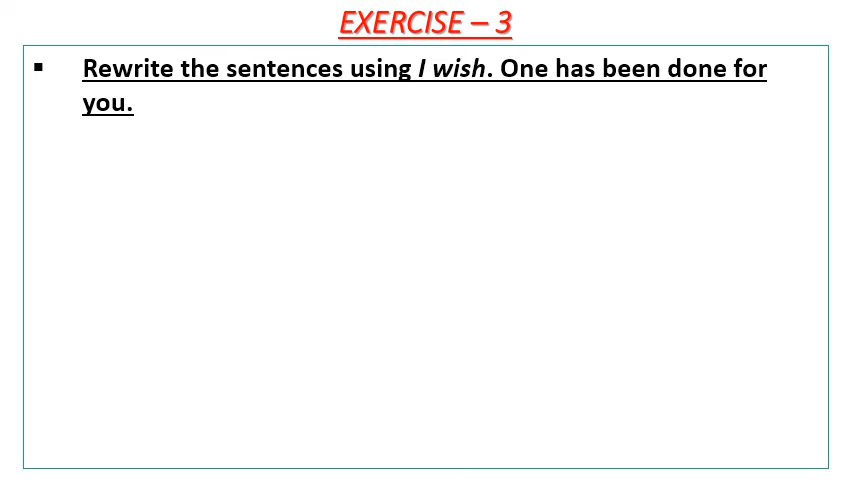 EXERCISE – 3
▪ Rewrite the sentences using I wish. One has been done for
you.